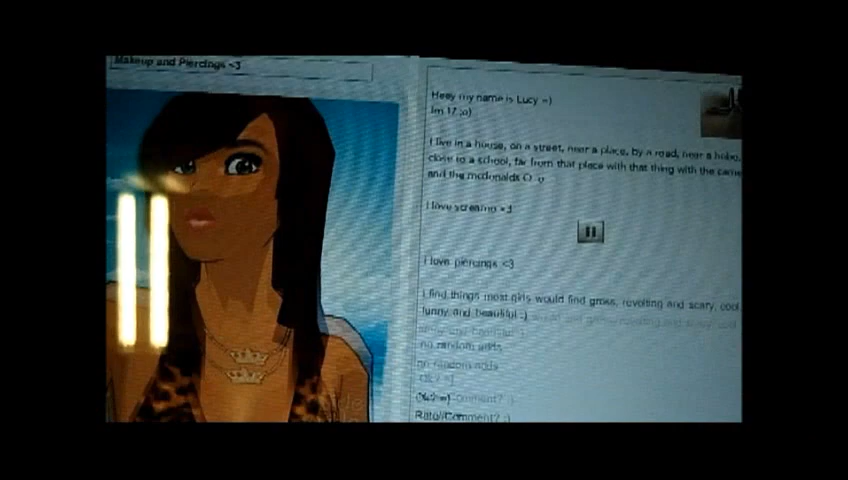 Makeup and Piercings <3
Heey my name is Lucy =)
Im 17 ;o)
I live in a house, on a street, near a place, by a road, near a hobo,
close to a school, far from that place with that thing with the
and the mcdonalds
I love screamo =]
I love piercings <3
I find things most girls would find gross, revolting and scary, cool
funny and beautiful :)
no random adds
no random adds
Rate//Comment? :)